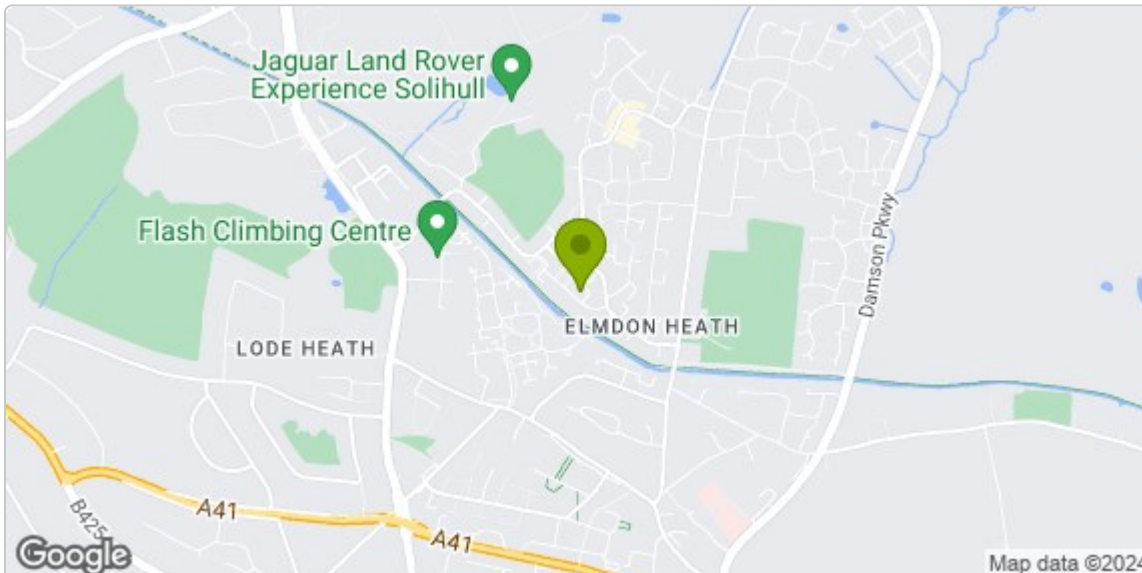 Jaguar Land Rover
Experience Solihull
Flash Climbing Centre
Damson Pkwy
ELMDON HEATH
LODE HEATH
A41
B425
A41
Google
Map data ©2024